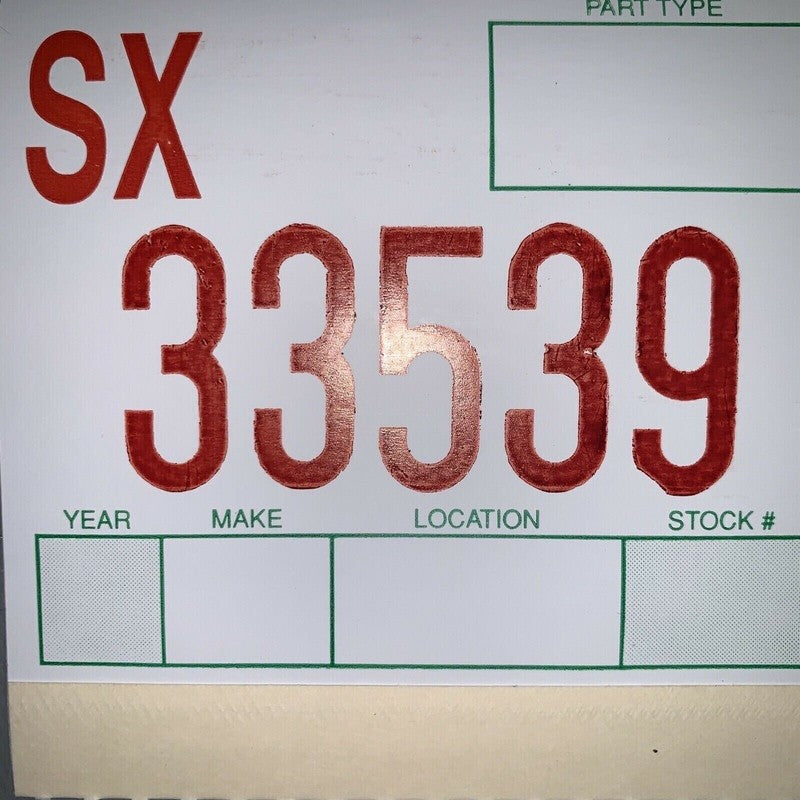 PART TYPE
SX
33539
YEAR MAKE LOCATION STOCK #